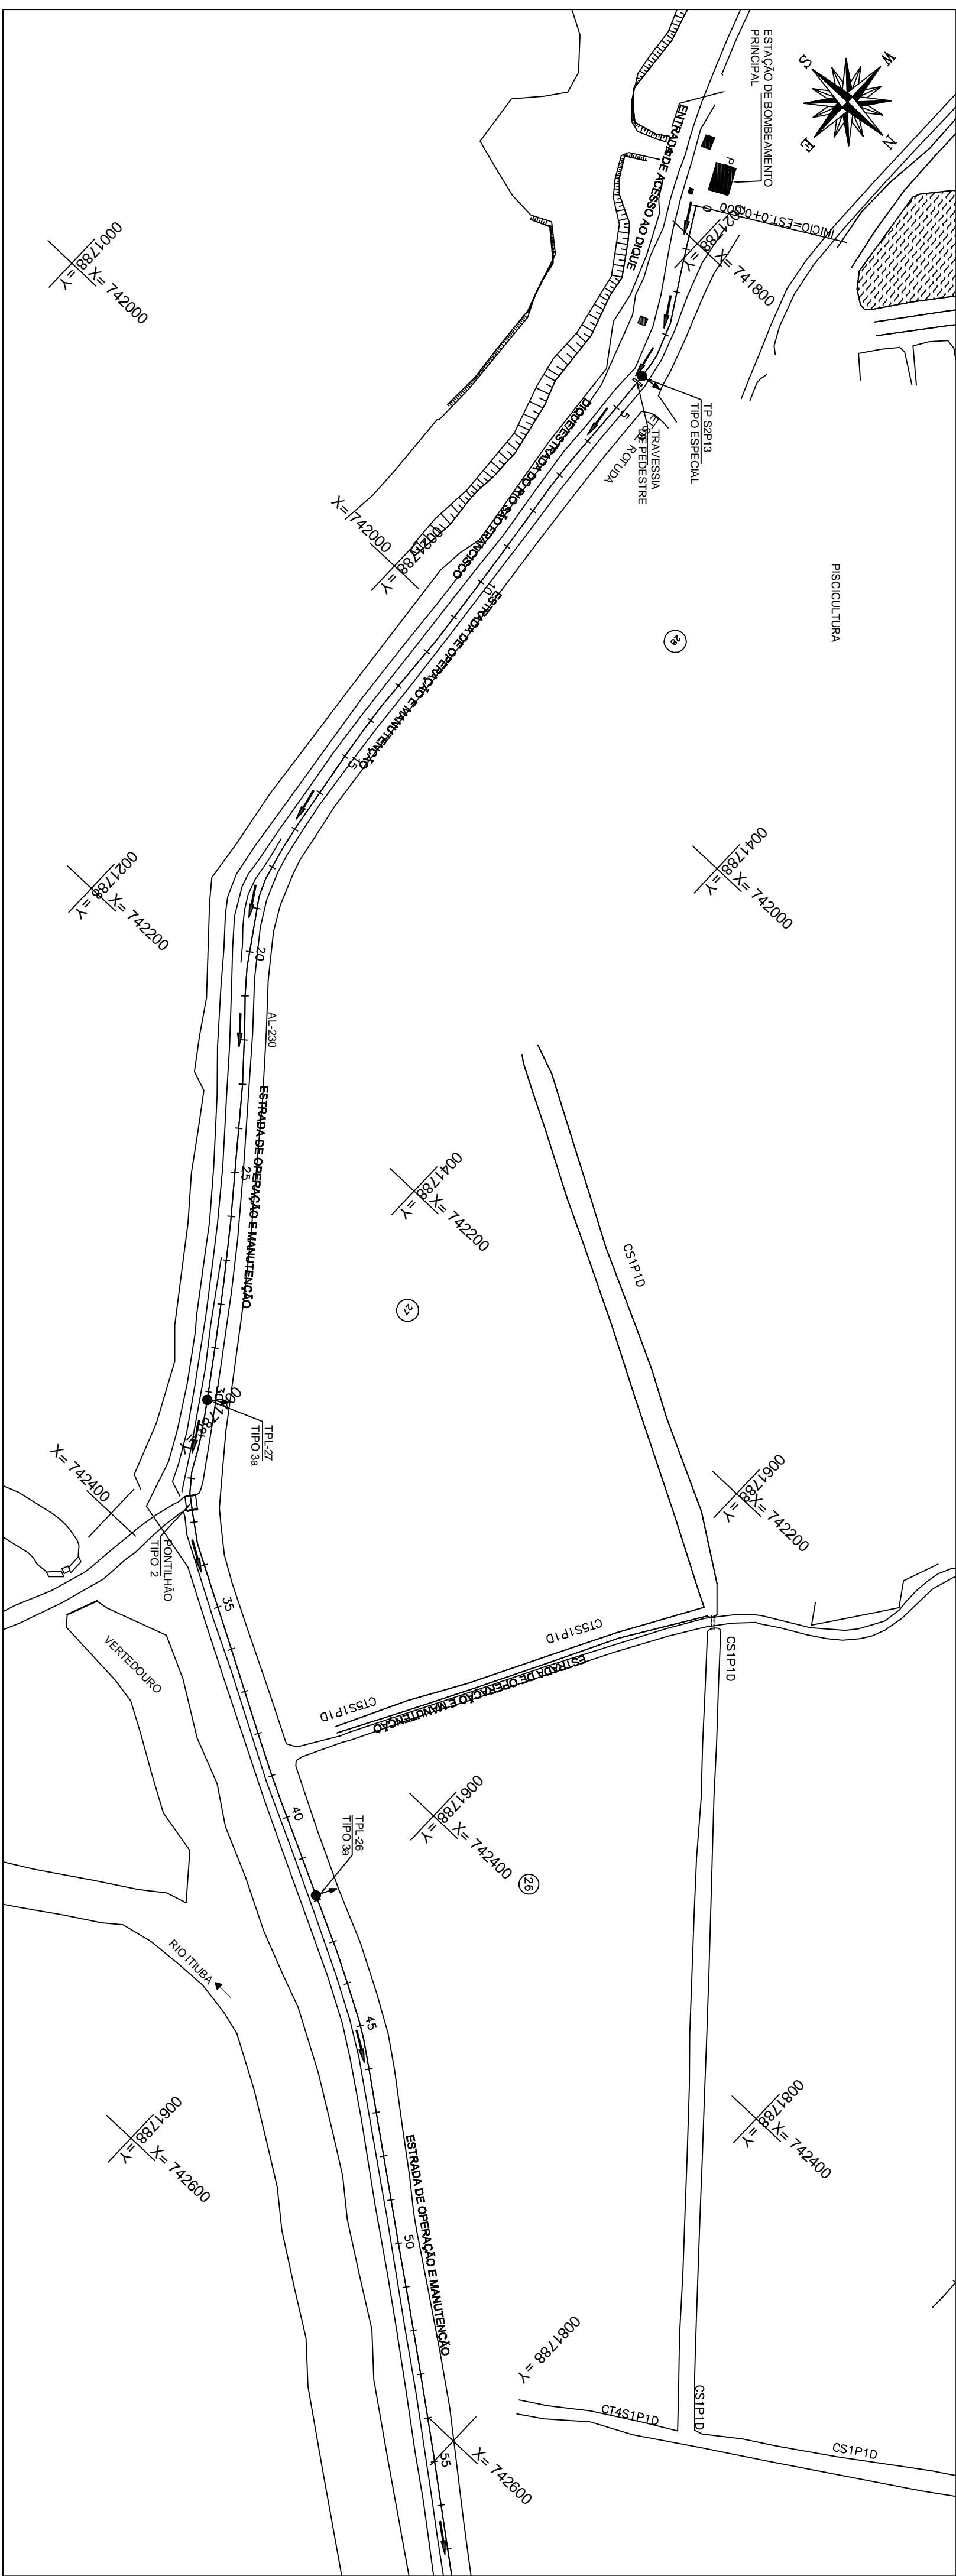 ESTAÇÃO DE BOMBEAMENTO
PRINCIPAL
W
S
N
E
ENTRADA DE ACESSO AO DIQUE
INICIO=EST.0+0,000
0
Y= 8871200
X= 741800
Y= 8871000
X= 742000
TP S2P13
TIPO ESPECIAL
TRAVESSIA
DE PEDESTRE
5
DIQUE/ESTRADA DO RIO SÃO FRANCISCO
X= 742000
Y= 8871200
PISCICULTURA
28
10
ESTRADA DE OPERAÇÃO E MANUTENÇÃO
15
Y= 8871200
X= 742200
Y= 8871400
X= 742000
20
AL-230
ESTRADA DE OPERAÇÃO E MANUTENÇÃO
25
Y= 8871400
X= 742200
CS1P1D
27
30
TPL-27
TIPO 3a
X= 742400
PONTILHÃO
TIPO 2
Y= 8871600
X= 742200
35
VERTEDOURO
CT5S1P1D
CT5S1P1D
ESTRADA DE OPERAÇÃO E MANUTENÇÃO
CS1P1D
40
TPL-26
TIPO 3a
Y= 8871600
X= 742400
26
RIO ITIUBA
45
Y= 8871600
X= 742600
Y= 8871800
X= 742400
ESTRADA DE OPERAÇÃO E MANUTENÇÃO
50
Y= 8871800
CT4S1P1D
CS1P1D
CS1P1D
55
X= 742600